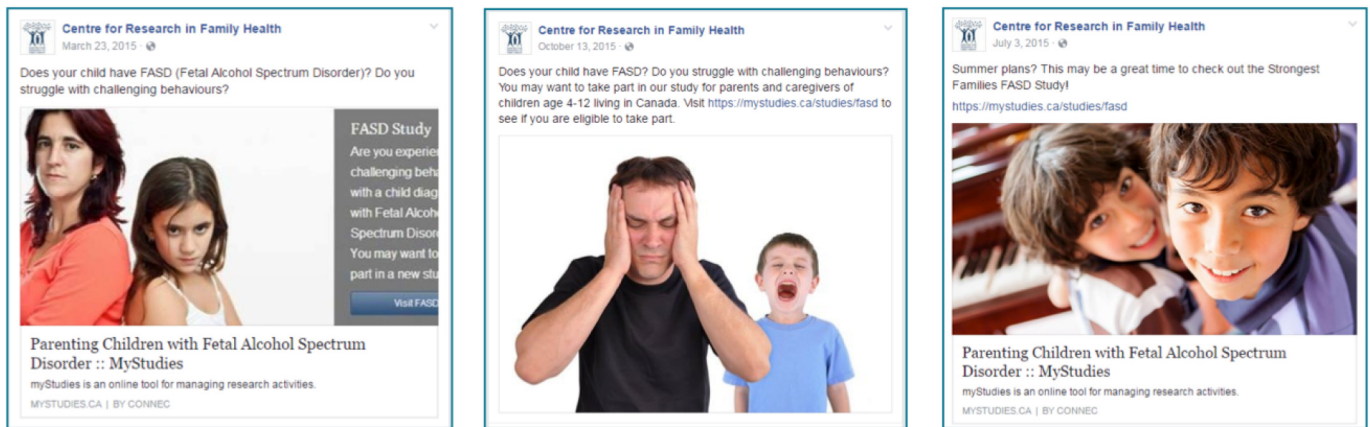 Centre for Research in Family Health
March 23, 2015
Does your child have FASD (Fetal Alcohol Spectrum Disorder)? Do you
struggle with challenging behaviours?
FASD Study
Are you experie
challenging beha
with a child diag
with Fetal Alcoh
Spectrum Disor
You may want to
part in a new stu
Visit FASD
Parenting Children with Fetal Alcohol Spectrum
Disorder :: MyStudies
myStudies is an online tool for managing research activities.
MYSTUDIES.CA | BY CONNEC
Centre for Research in Family Health
October 13, 2015
Does your child have FASD? Do you struggle with challenging behaviours?
You may want to take part in our study for parents and caregivers of
children age 4-12 living in Canada. Visit https://mystudies.ca/studies/fasd to
see if you are eligible to take part.
Centre for Research in Family Health
July 3, 2015
Summer plans? This may be a great time to check out the Strongest
Families FASD Study!
https://mystudies.ca/studies/fasd
Parenting Children with Fetal Alcohol Spectrum
Disorder :: MyStudies
myStudies is an online tool for managing research activities.
MYSTUDIES.CA | BY CONNEC